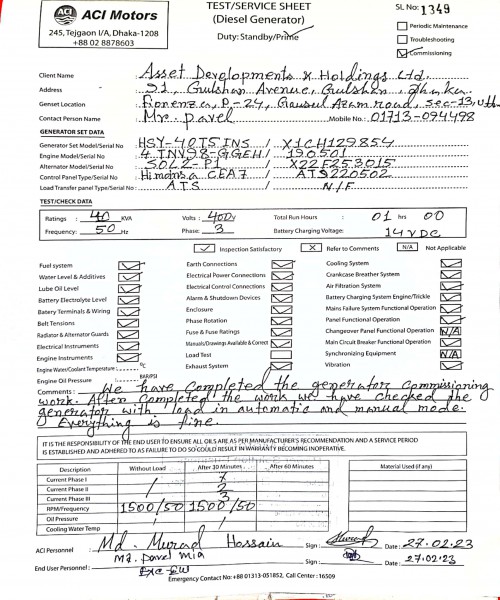 ACI Motors
245, Tejgaon I/A, Dhaka-1208
+88 02 8878603
TEST/SERVICE SHEET
(Diesel Generator)
Duty: Standby/Prime
SL No: 1349
Periodic Maintenance
Troubleshooting
Commissioning
Client Name : Asset Developments & Holdings Ltd.
Address : 91, Gulshan Avenue, Gulshan, Dhaka.
Genset Location : Fiorenza, P-24, Gausul Azam road, Sec-13, utt
Contact Person Name : Mr. pavel Mobile No.: 01713-094498
GENERATOR SET DATA
Generator Set Model/Serial No : HSY-40T5 INS / X1CH129854
Engine Model/Serial No : 4 TNV98-GGEH / 190501
Alternator Model/Serial No : SOL2-P1 / X22F253015
Control Panel Type/Serial No : Himoinsa CEA7 / ATS220502
Load Transfer panel Type/Serial No : ATS / N/F
TEST/CHECK DATA
Ratings : 40 KVA Volts : 400v Total Run Hours : 01 hrs 00
Frequency: 50 Hz Phase: 3 Battery Charging Voltage: 14VDC
Inspection Satisfactory X Refer to Comments N/A Not Applicable
Fuel system Earth Connections Cooling System
Water Level & Additives Electrical Power Connections Crankcase Breather System
Lube Oil Level Electrical Control Connections Air Filtration System
Battery Electrolyte Level Alarm & Shutdown Devices Battery Charging System Engine/Trickle
Batery Terminals & Wiring Enclosure Mains Failure System Functional Operation
Belt Tensions Phase Rotation Panel Functional Operation
Radiator & Alternator Guards Fuse & Fuse Ratings Changeover Panel Functional Operation N/A
Electrical Instruments Manuals/Drawings Available & Correct Main Circuit Breaker Functional Operation
Engine Instruments Load Test Synchronizing Equipment N/A
Engine Water/Coolant Temperature : °C Exhaust System Vibration
Engine Oil Pressure : BAR/PSI
Comments : We have completed the generator commissioning
work. After completed the work we have checked the
generator with load in automatic and manual mode.
Everything is fine.
IT IS THE RESPONSIBILITY OF THE END USER TO ENSURE ALL OILS ARE AS PER MANUFACTURER'S RECOMMENDATION AND A SERVICE PERIOD
IS ESTABLISHED AND ADHERED TO AS FAILURE TO DO SO COULD RESULT IN WARRANTY BECOMING INOPERATIVE.
Description Without Load After 30 Minutes After 60 Minutes Material Used (if any)
Current Phase I 7
Current Phase II 2
Current Phase III 3
RPM/Frequency 1500/50 1500/50
Oil Pressure
Cooling Water Temp
ACI Personnel Md. Murad Hossain Sign : Date : 27.02.23
End User Personnel : Md. pavel mia Sign : Date : 27.02.23
Emergency Contact No: +88 01313-051852, Call Center : 16509